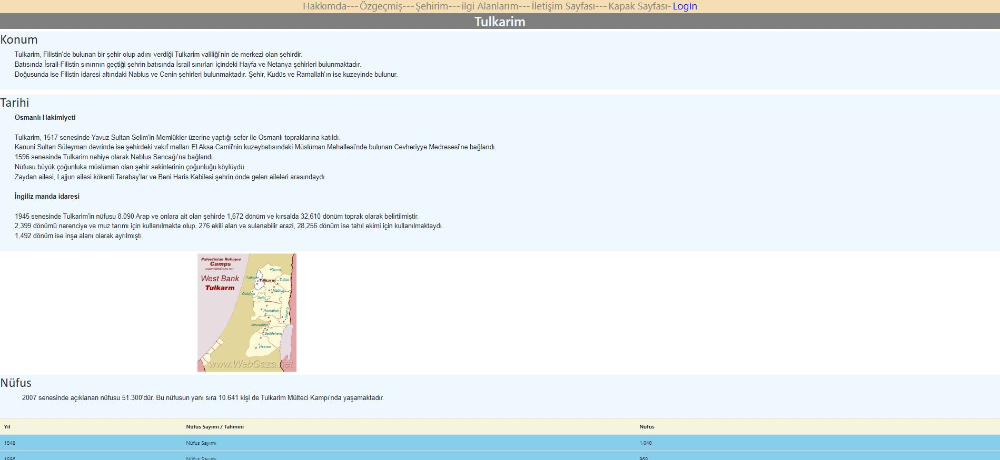 Hakkımda--- Özgeçmiş--- Şehirim--- ilgi Alanlarım--- İletişim Sayfası--- Kapak Sayfası- LogIn
Tulkarim
Konum
Tulkarim, Filistin'de bulunan bir şehir olup adını verdiği Tulkarim valiliği'nin de merkezi olan şehirdir.
Batısında İsrail-Filistin sınırının geçtiği şehrin batısında İsrail sınırları içindeki Hayfa ve Netanya şehirleri bulunmaktadır.
Doğusunda ise Filistin idaresi altındaki Nablus ve Cenin şehirleri bulunmaktadır. Şehir, Kudüs ve Ramallah'ın ise kuzeyinde bulunur.
Tarihi
Osmanlı Hakimiyeti
Tulkarim, 1517 senesinde Yavuz Sultan Selim'in Memlükler üzerine yaptığı sefer ile Osmanlı topraklarına katıldı.
Kanuni Sultan Süleyman devrinde ise şehirdeki vakıf malları El Aksa Camii'nin kuzeybatısındaki Müslüman Mahallesi'nde bulunan Cevheriyye Medresesi'ne bağlandı.
1596 senesinde Tulkarim nahiye olarak Nablus Sancağı'na bağlandı.
Nüfusu büyük çoğunluka müslüman olan şehir sakinlerinin çoğunluğu köylüydü.
Zaydan ailesi, Lajjun ailesi kökenli Tarabay'lar ve Beni Haris Kabilesi şehrin önde gelen aileleri arasındaydı.
İngiliz manda idaresi
1945 senesinde Tulkarim'in nüfusu 8.090 Arap ve onlara ait olan şehirde 1,672 dönüm ve kırsalda 32,610 dönüm toprak olarak belirtilmiştir.
2,399 dönümü narenciye ve muz tarımı için kullanılmakta olup, 276 ekili alan ve sulanabilir arazi, 28,256 dönüm ise tahıl ekimi için kullanılmaktaydı.
1,492 dönüm ise inşa alanı olarak ayrılmıştı.
Palestinian Refugee
Camps
www.WebGaza.net
West Bank
Tulkarm
Jenin
Tulkarm
Tulkarm
Tubas
Nablus
Qalqilya
Salfit
Ramallah
Jericho
Jerusalem
Bethlehem
Hebron
www.WebGaza.net
Nüfus
2007 senesinde açıklanan nüfusu 51.300'dür. Bu nüfusun yanı sıra 10.641 kişi de Tulkarim Mülteci Kampı'nda yaşamaktadır.
Yıl Nüfus Sayımı / Tahmini Nüfus
1548 Nüfus Sayımı 1,040
1596 Nüfus Sayımı 968